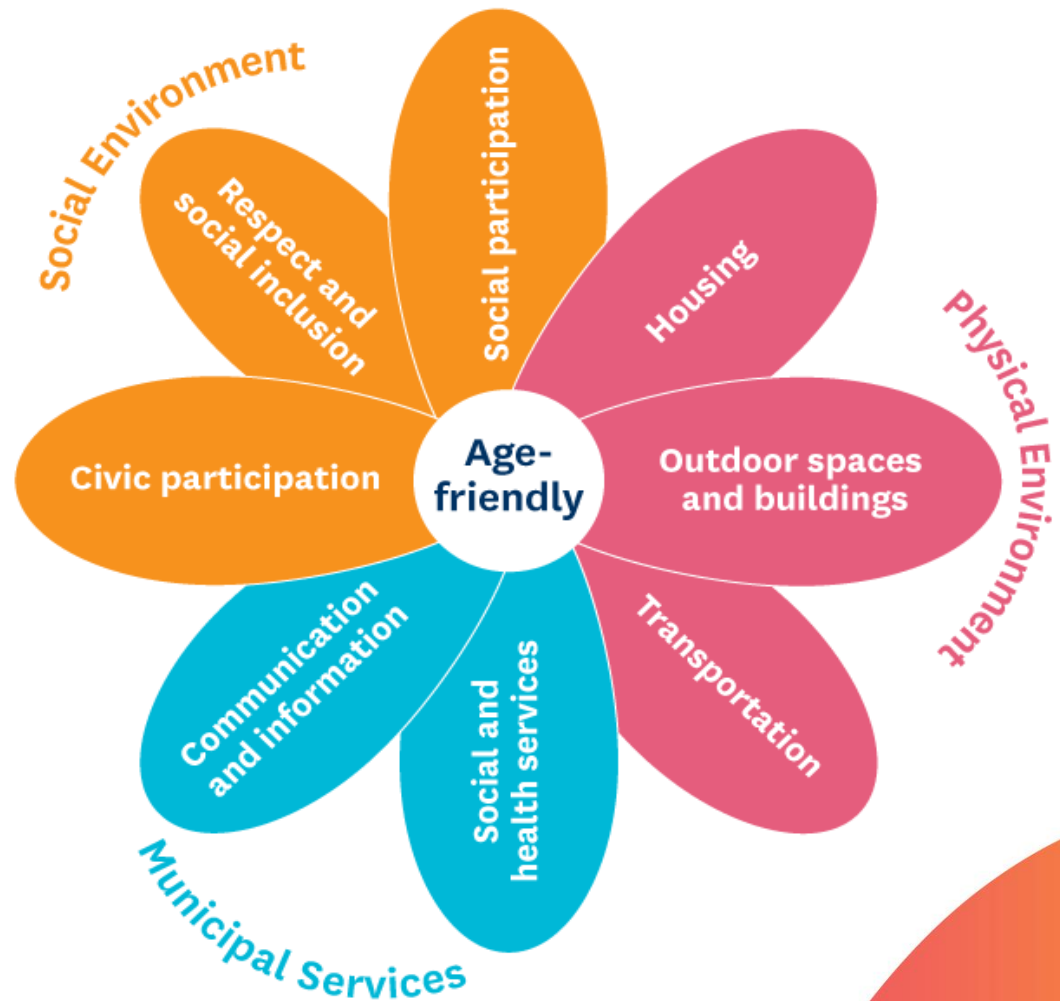 Social Environment
Social participation
Respect and
social inclusion
Civic participation
Housing
Outdoor spaces
and buildings
Transportation
Physical Environment
Age-
friendly
Communication
and information
Social and
health services
Municipal Services